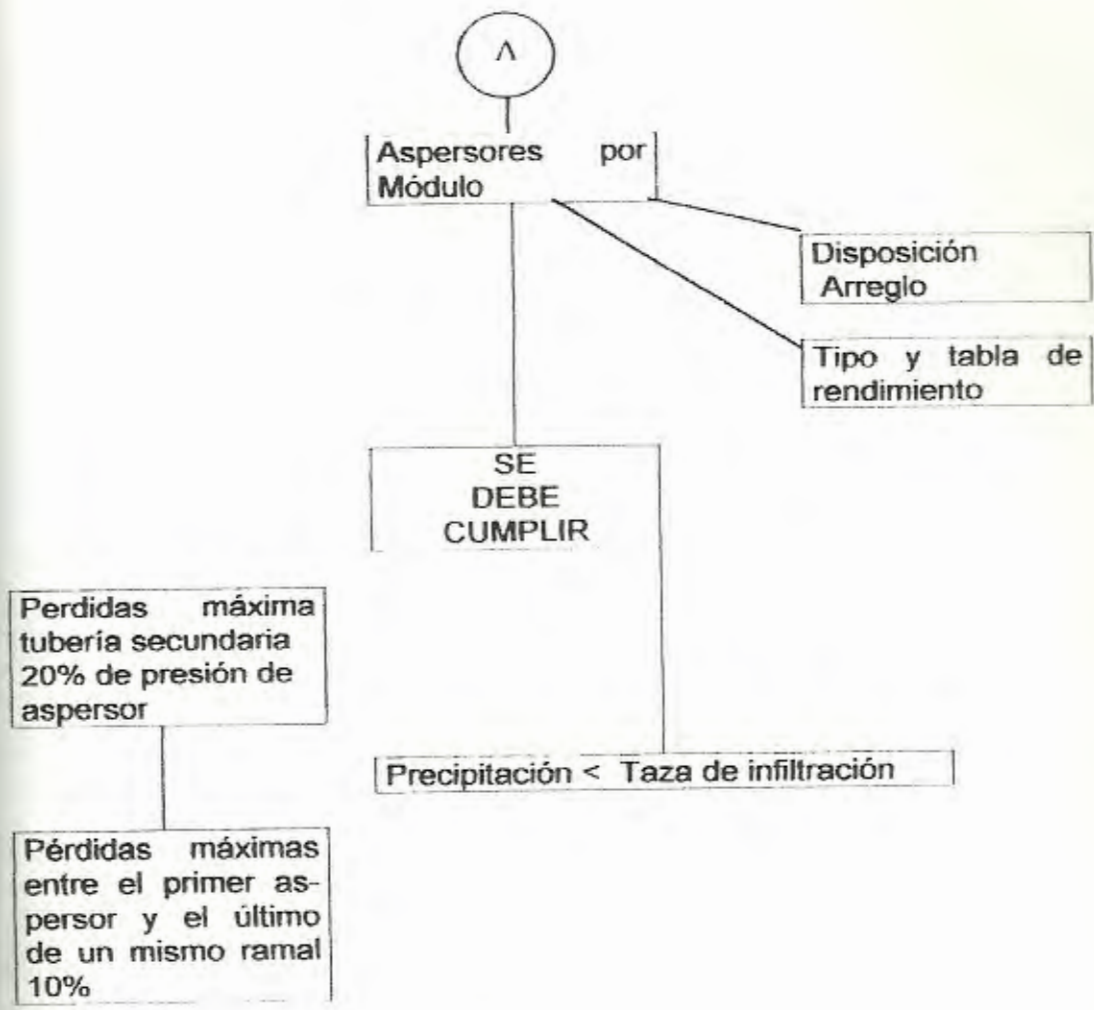 A
Aspersores por
Módulo
Disposición
Arreglo
Tipo y tabla de
rendimiento
SE
DEBE
CUMPLIR
Perdidas máxima
tubería secundaria
20% de presión de
aspersor
Precipitación < Taza de infiltración
Pérdidas máximas
entre el primer as-
persor y el último
de un mismo ramal
10%